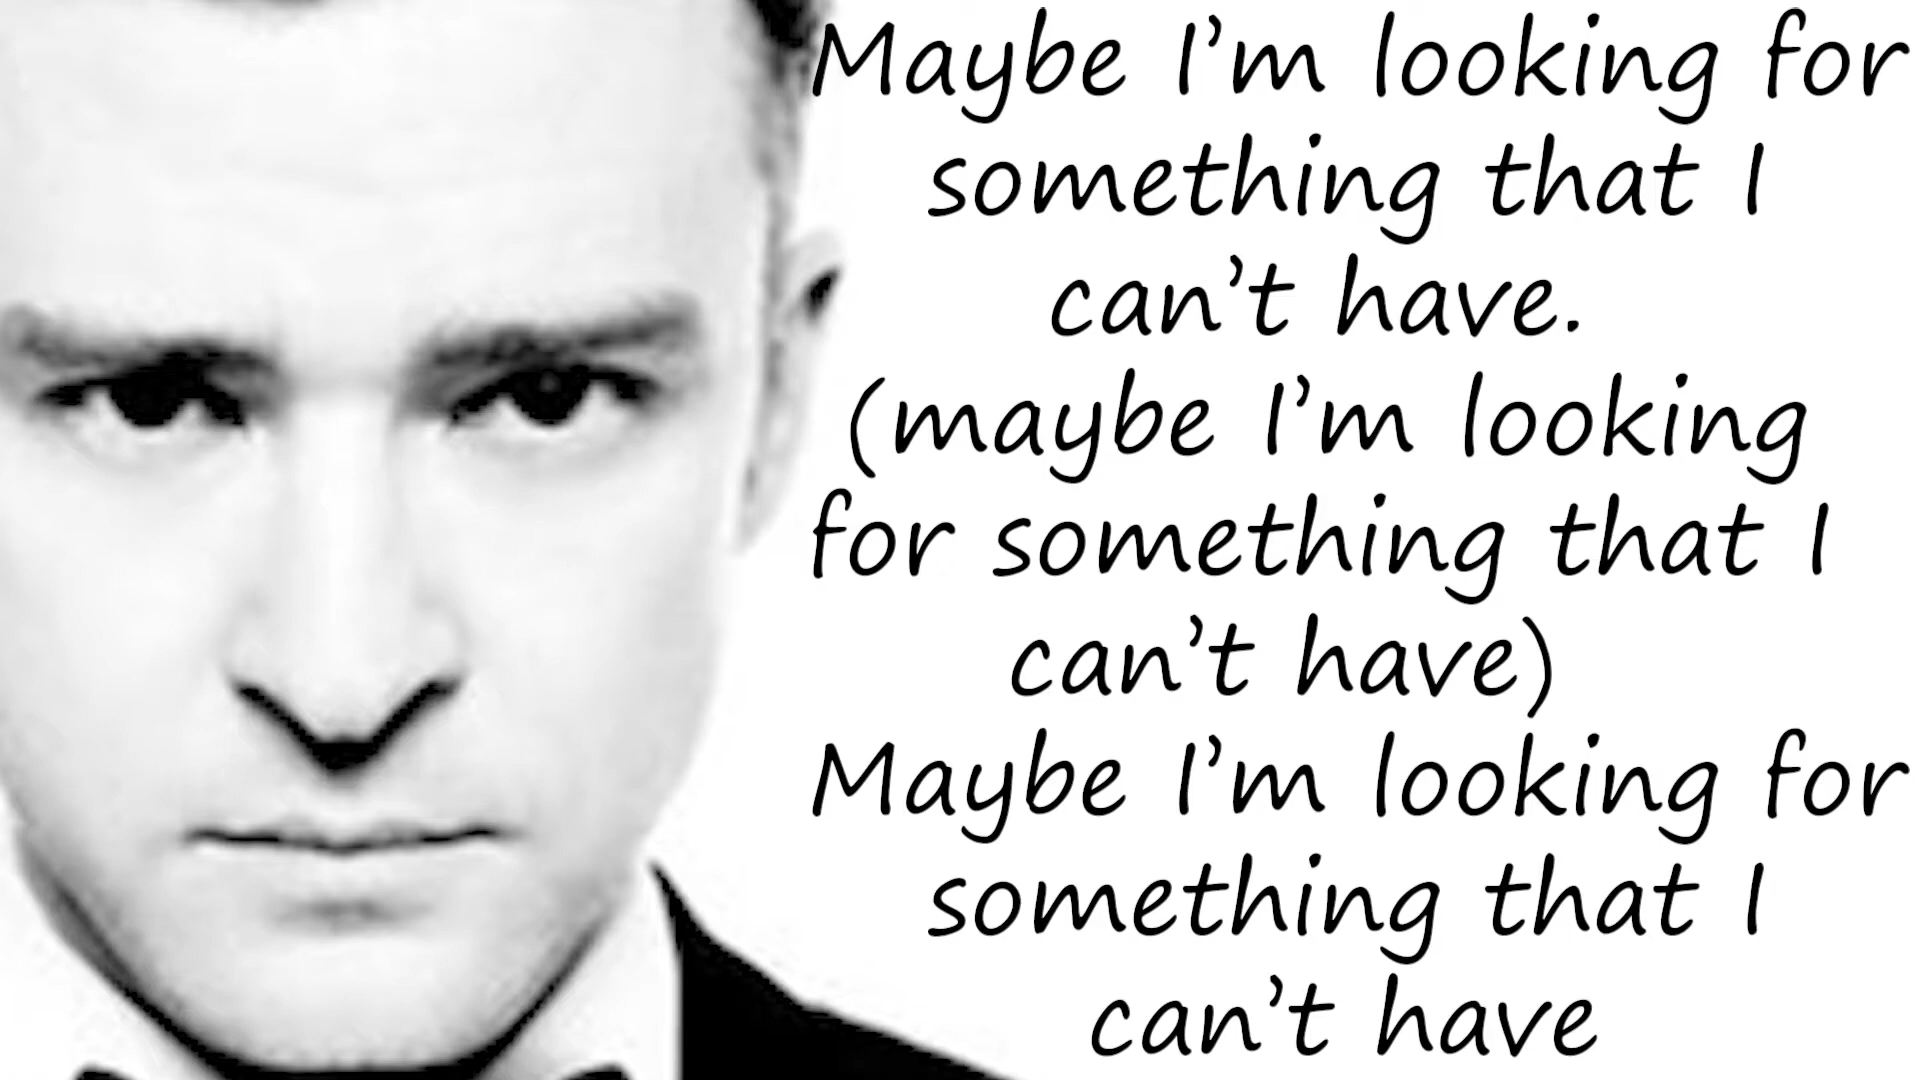 Maybe I’m looking for
something that I
can’t have.
(maybe I’m looking
for something that I
can’t have)
Maybe I’m looking for
something that I
can’t have